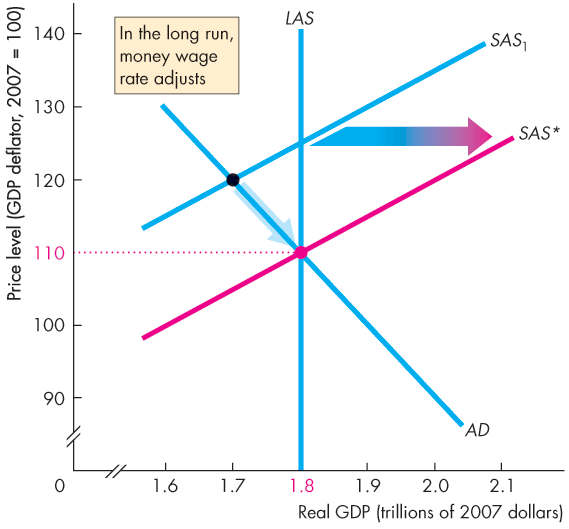 Price level (GDP deflator, 2007 = 100)
140
130
120
110
100
90
0
In the long run,
money wage
rate adjusts
LAS
SAS1
SAS*
AD
1.6
1.7
1.8
1.9
2.0
2.1
Real GDP (trillions of 2007 dollars)